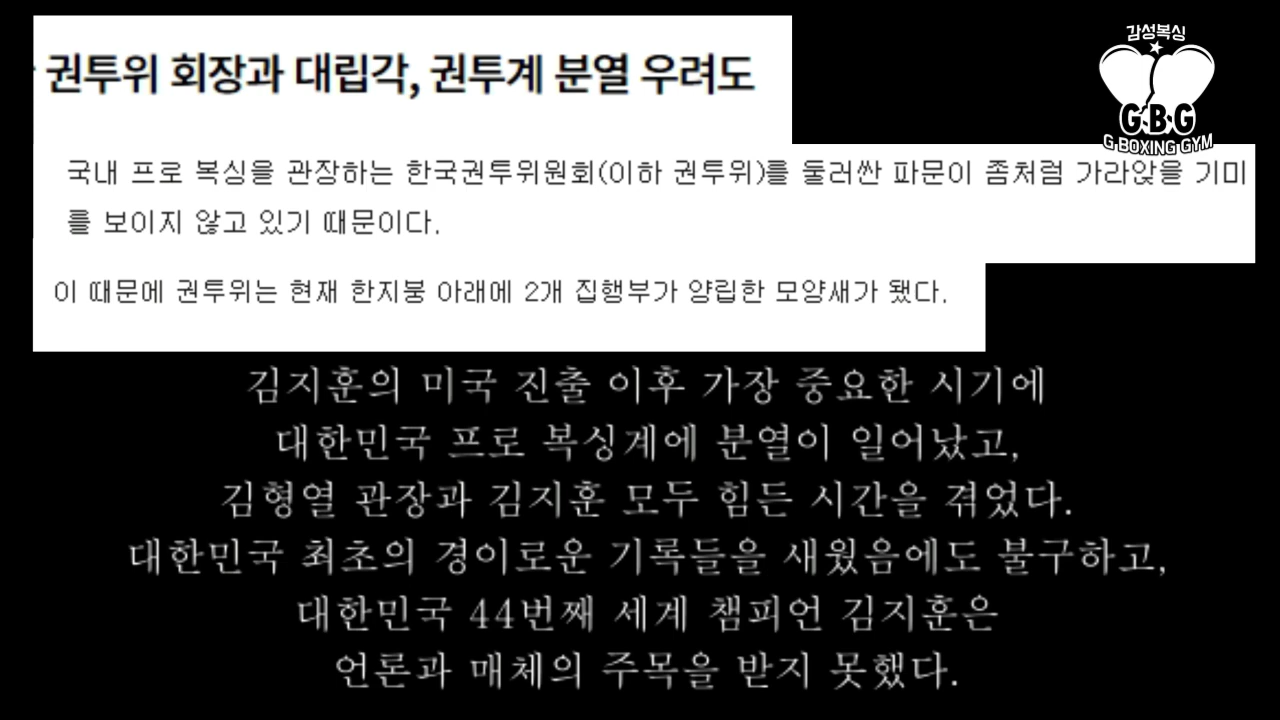 권투위 회장과 대립각, 권투계 분열 우려도
감성복싱
G·B·G
G BOXING GYM
국내 프로 복싱을 관장하는 한국권투위원회(이하 권투위)를 둘러싼 파문이 좀처럼 가라앉을 기미
를 보이지 않고 있기 때문이다.
이 때문에 권투위는 현재 한지붕 아래에 2개 집행부가 양립한 모양새가 됐다.
김지훈의 미국 진출 이후 가장 중요한 시기에
대한민국 프로 복싱계에 분열이 일어났고,
김형열 관장과 김지훈 모두 힘든 시간을 겪었다.
대한민국 최초의 경이로운 기록들을 새웠음에도 불구하고,
대한민국 44번째 세계 챔피언 김지훈은
언론과 매체의 주목을 받지 못했다.